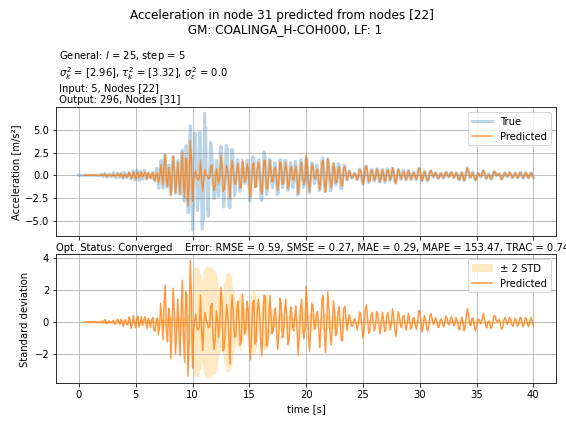 Acceleration in node 31 predicted from nodes [22]
GM: COALINGA_H-COH000, LF: 1
General: l = 25, step = 5
σ_k^2 = [2.96], τ_k^2 = [3.32], σ_ε^2 = 0.0
Input: 5, Nodes [22]
Output: 296, Nodes [31]
5.0
2.5
0.0
−2.5
−5.0
Acceleration [m/s²]
True
Predicted
Opt. Status: Converged Error: RMSE = 0.59, SMSE = 0.27, MAE = 0.29, MAPE = 153.47, TRAC = 0.74
4
2
0
−2
Standard deviation
± 2 STD
Predicted
0 5 10 15 20 25 30 35 40
time [s]